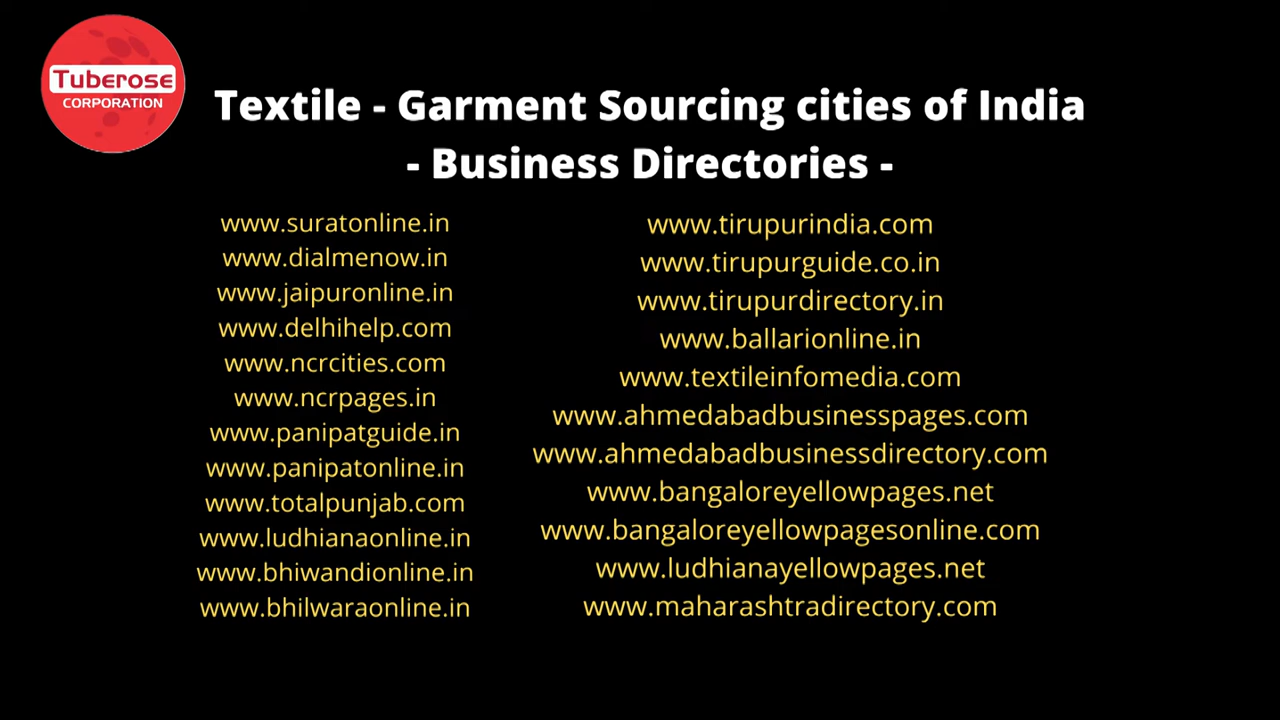 Tuberose
CORPORATION
Textile - Garment Sourcing cities of India
- Business Directories -
www.suratonline.in
www.dialmenow.in
www.jaipuronline.in
www.delhihelp.com
www.ncrcities.com
www.ncrpages.in
www.panipatguide.in
www.panipatonline.in
www.totalpunjab.com
www.ludhianaonline.in
www.bhiwandionline.in
www.bhilwaraonline.in
www.tirupurindia.com
www.tirupurguide.co.in
www.tirupurdirectory.in
www.ballarionline.in
www.textileinfomedia.com
www.ahmedabadbusinesspages.com
www.ahmedabadbusinessdirectory.com
www.bangaloreyellowpages.net
www.bangaloreyellowpagesonline.com
www.ludhianayellowpages.net
www.maharashtradirectory.com